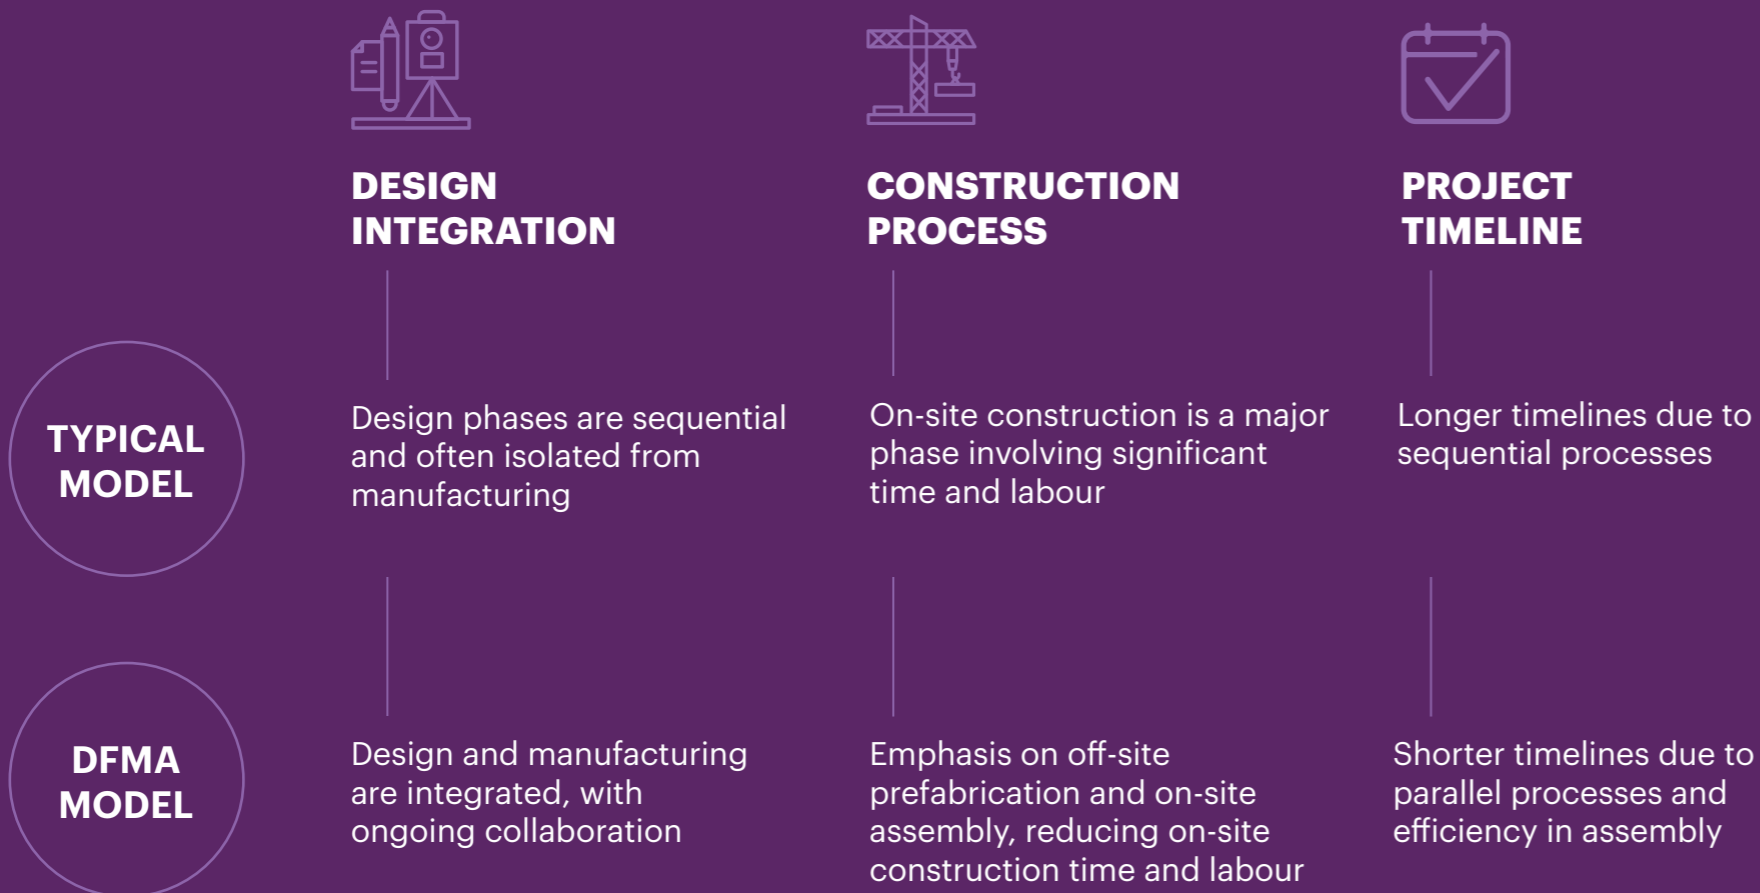 DESIGN
INTEGRATION
CONSTRUCTION
PROCESS
PROJECT
TIMELINE
TYPICAL
MODEL
Design phases are sequential
and often isolated from
manufacturing
On-site construction is a major
phase involving significant
time and labour
Longer timelines due to
sequential processes
DFMA
MODEL
Design and manufacturing
are integrated, with
ongoing collaboration
Emphasis on off-site
prefabrication and on-site
assembly, reducing on-site
construction time and labour
Shorter timelines due to
parallel processes and
efficiency in assembly